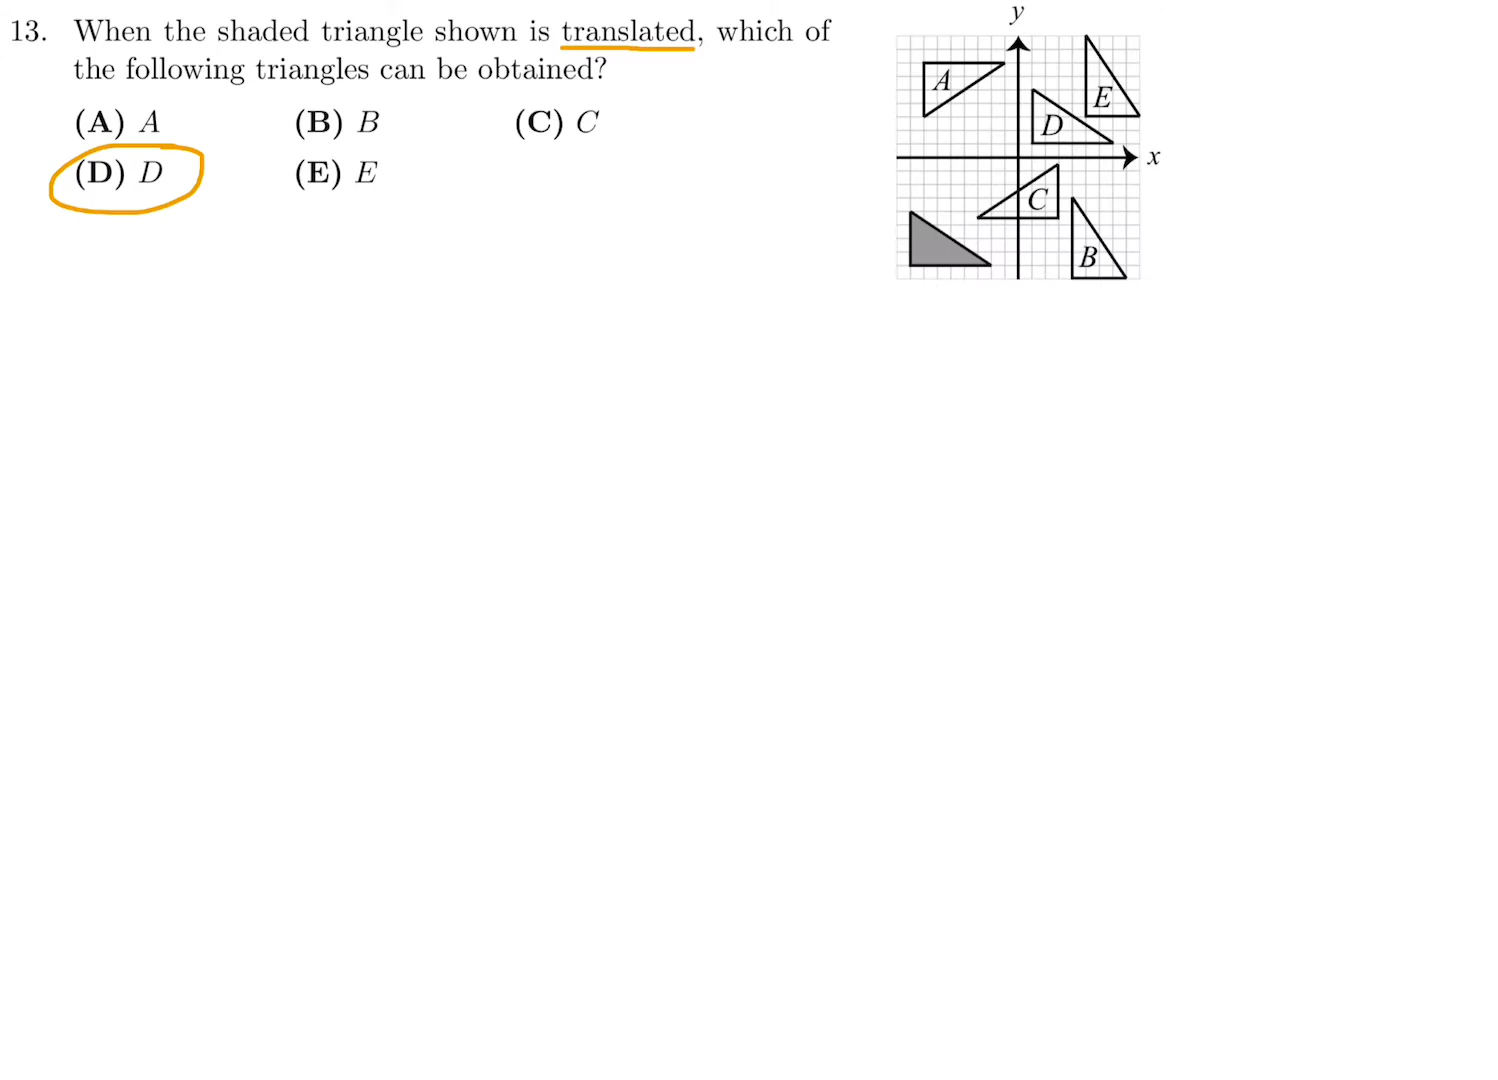 13. When the shaded triangle shown is translated, which of
the following triangles can be obtained?
(A) A (B) B (C) C
(D) D (E) E
y
A
E
D
x
C
B